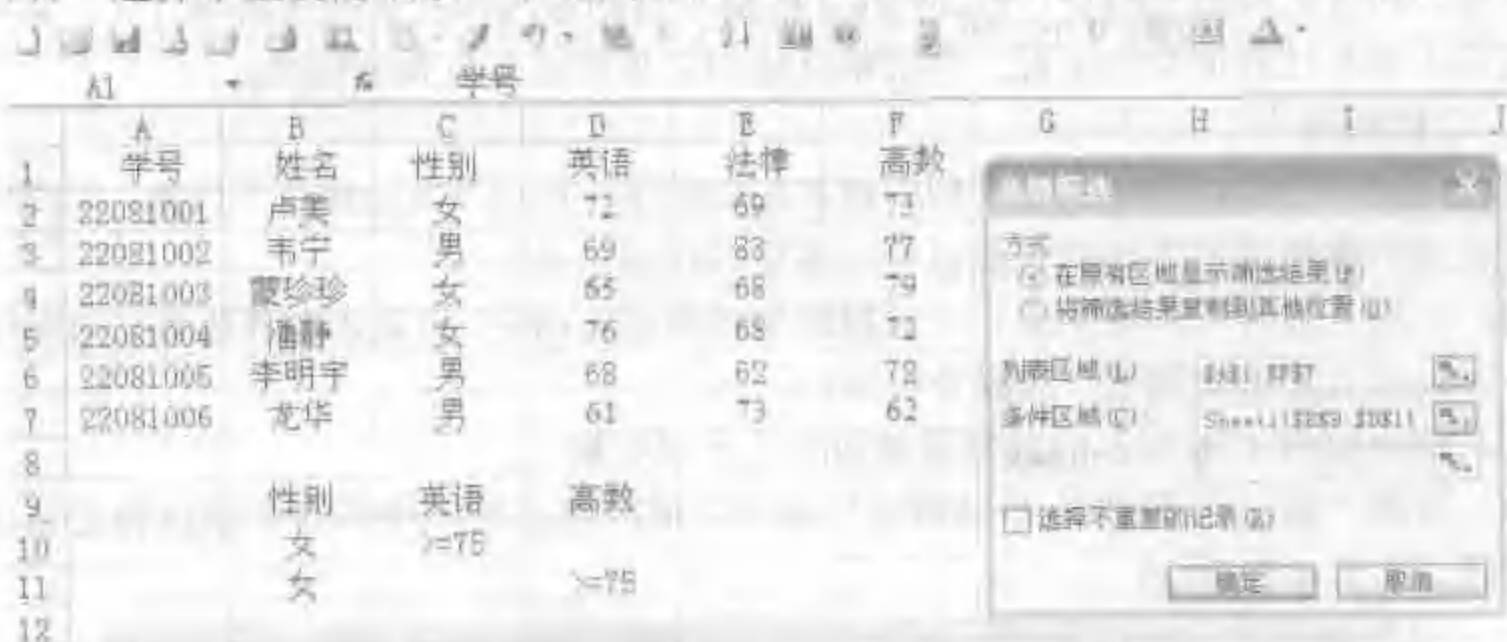 A1 学号
A B C D E F G H I J
1 学号 姓名 性别 英语 法律 高数
2 22081001 卢美 女 72 69 73
3 22081002 韦宁 男 69 83 77
4 22081003 蒙珍珍 女 65 68 79
5 22081004 潘静 女 76 68 72
6 22081005 李明宇 男 68 62 72
7 22081006 龙华 男 61 73 62
8
9 性别 英语 高数
10 女 >=75
11 女 >=75
12
方式
在原有区域显示筛选结果(F)
将筛选结果复制到其他位置(O)
列表区域(L) $A$1:$F$7
条件区域(C) Sheet1!$B$9:$D$11
选择不重复的记录(R)
确定 取消